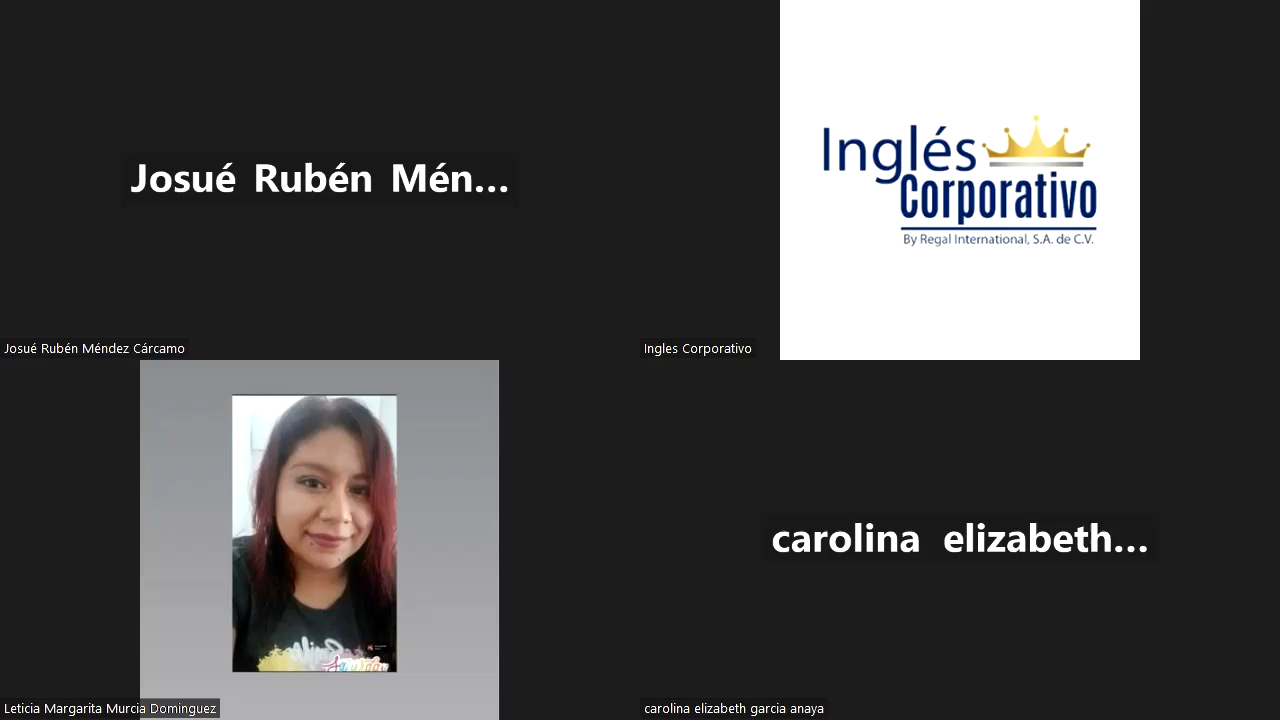 Josué Rubén Mén...
Inglés
Corporativo
By Regal International, S.A. de C.V.
Josué Rubén Méndez Cárcamo
Ingles Corporativo
carolina elizabeth...
Saturday
Leticia Margarita Murcia Dominguez
carolina elizabeth garcia anaya